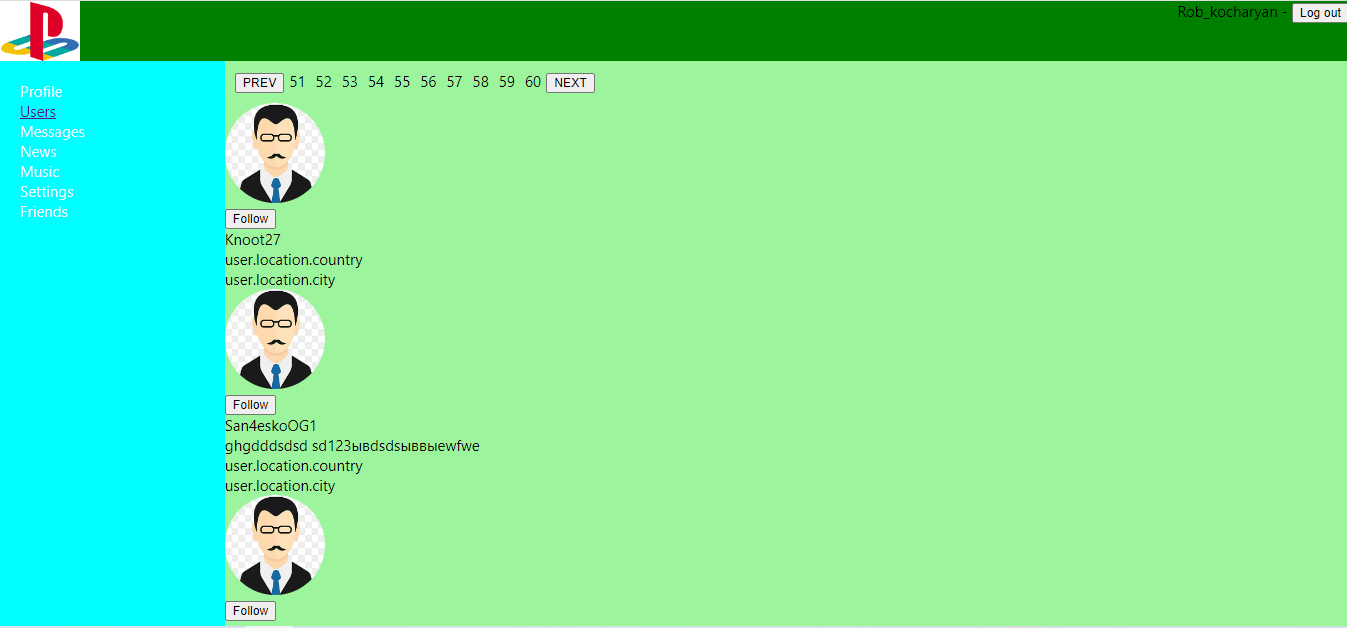 Rob_kocharyan - Log out
Profile
Users
Messages
News
Music
Settings
Friends
PREV 51 52 53 54 55 56 57 58 59 60 NEXT
Follow
Knoot27
user.location.country
user.location.city
Follow
San4eskoOG1
ghgdddsdsd sd123ывdsdsыввыewfwe
user.location.country
user.location.city
Follow